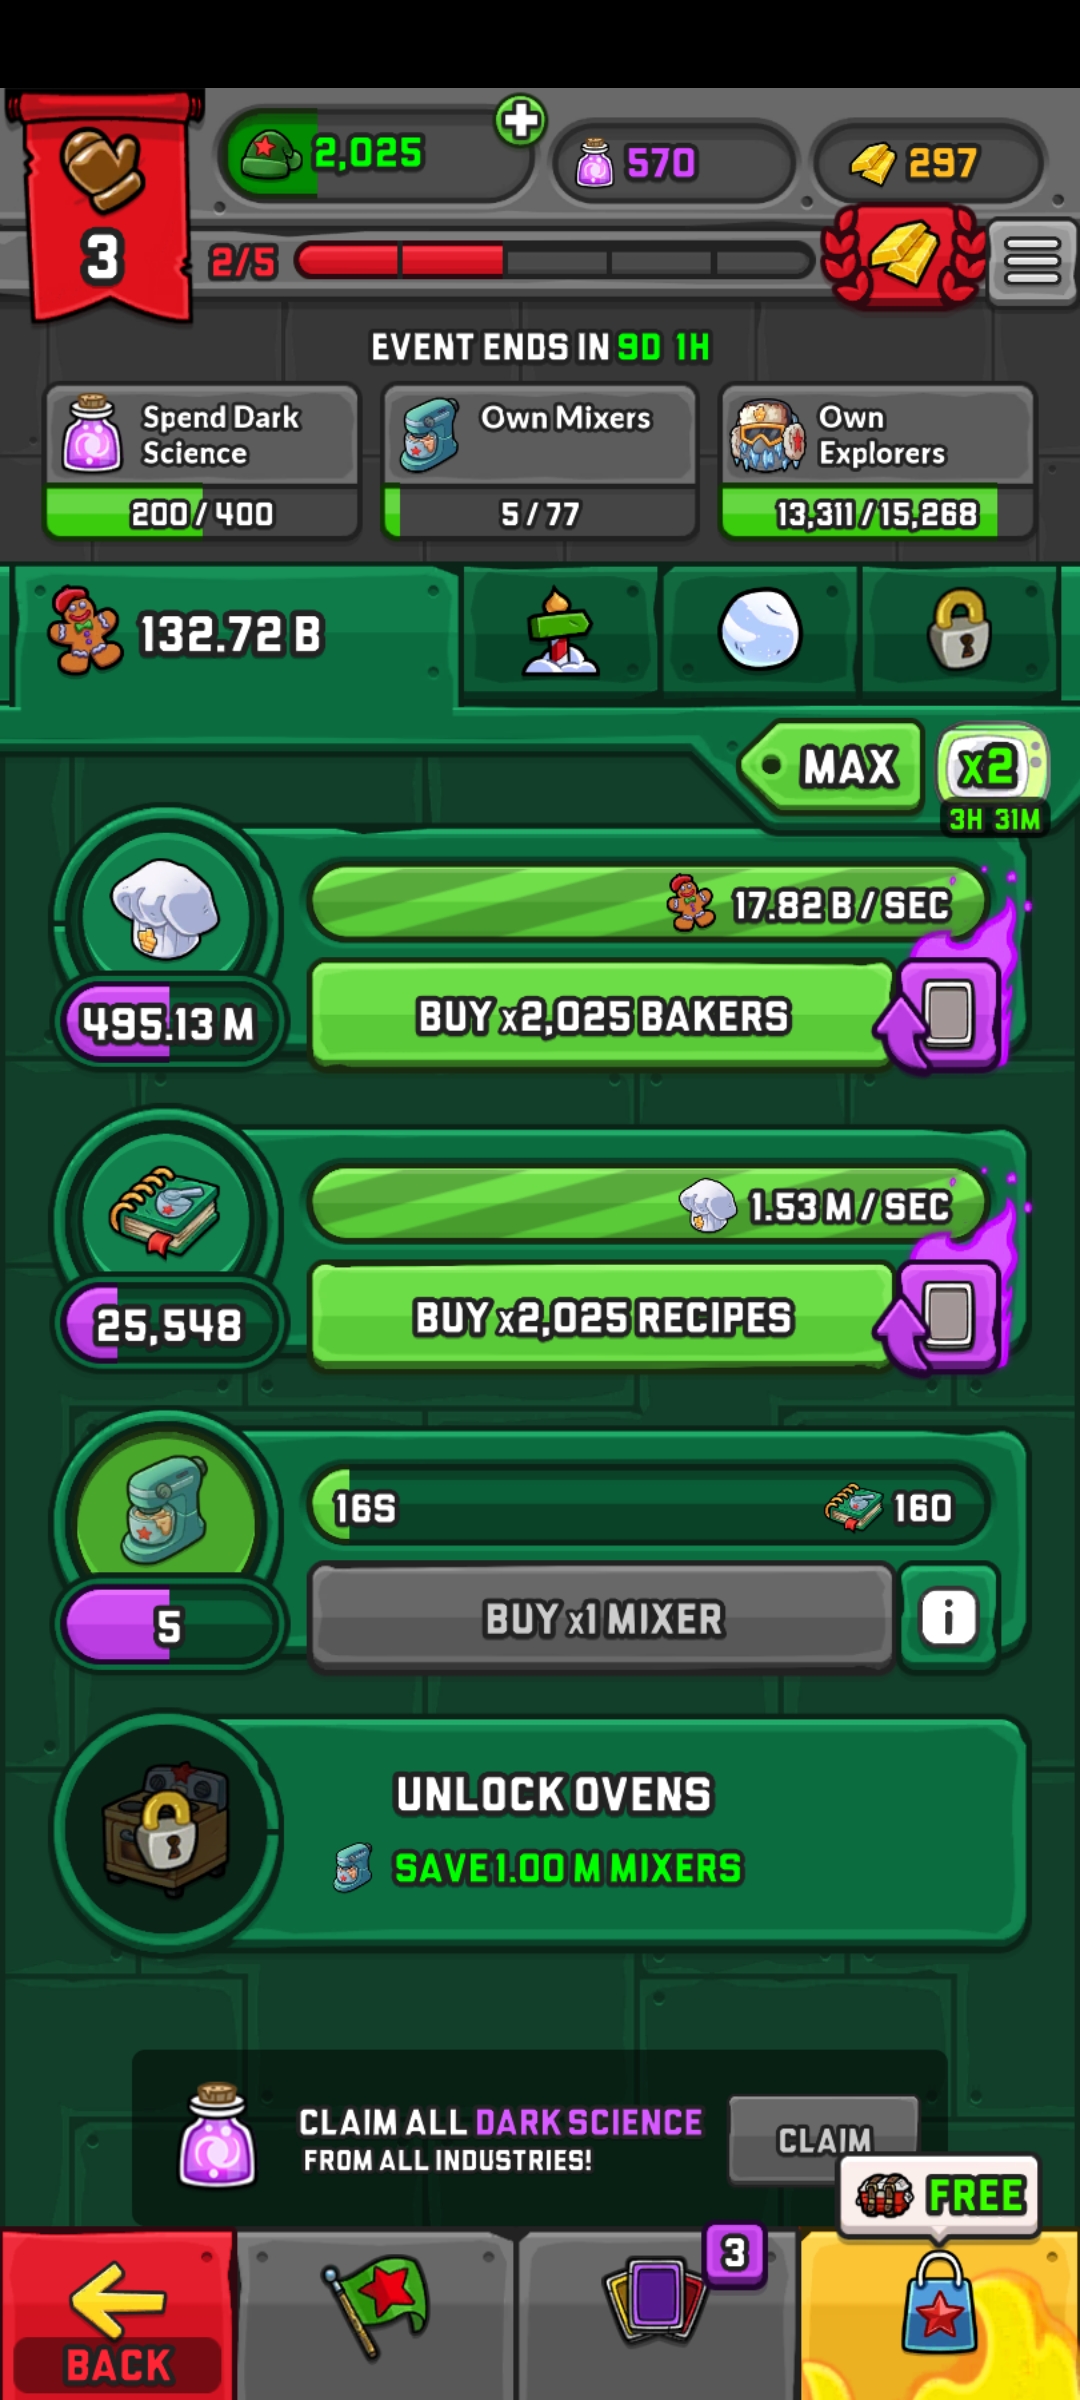 2,025
570
297
3
2/5
EVENT ENDS IN 9D 1H
Spend Dark Science
200/400
Own Mixers
5/77
Own Explorers
13,311/15,268
132.72 B
MAX
x2
3H 31M
17.82 B/SEC
495.13 M
BUY x2,025 BAKERS
1.53 M/SEC
25,548
BUY x2,025 RECIPES
16S
160
5
BUY x1 MIXER
i
UNLOCK OVENS
SAVE 1.00 M MIXERS
CLAIM ALL DARK SCIENCE
FROM ALL INDUSTRIES!
CLAIM
FREE
3
BACK